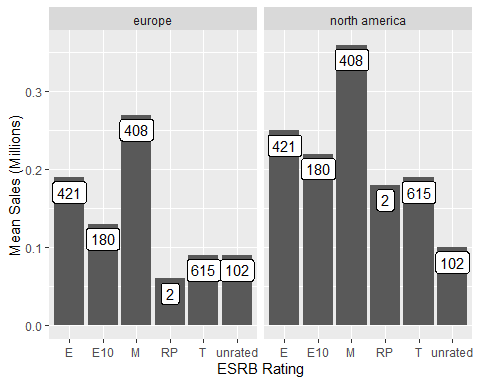 europe
north america
Mean Sales (Millions)
0.3
0.2
0.1
0.0
421
180
408
2
615
102
421
180
408
2
615
102
E E10 M RP T unrated
E E10 M RP T unrated
ESRB Rating